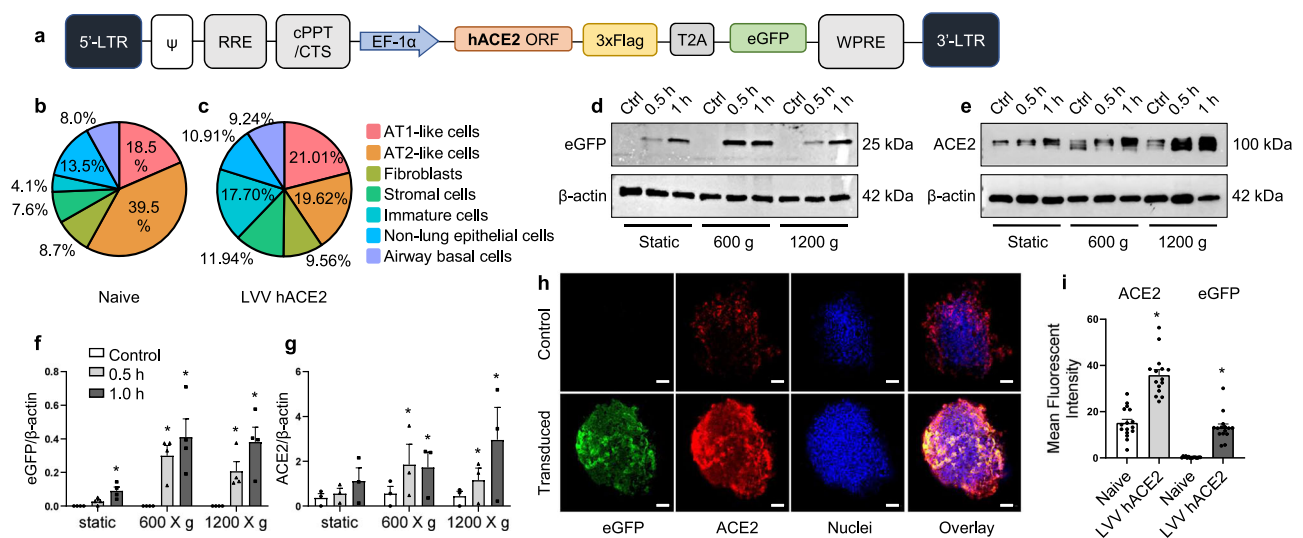 a
5'-LTR
ψ
RRE
cPPT
/CTS
EF-1α
hACE2 ORF
3xFlag
T2A
eGFP
WPRE
3'-LTR
b
8.0%
18.5
%
13.5%
4.1%
7.6%
39.5
%
8.7%
Naive
c
9.24%
10.91%
21.01%
17.70%
19.62%
11.94%
9.56%
LVV hACE2
AT1-like cells
AT2-like cells
Fibroblasts
Stromal cells
Immature cells
Non-lung epithelial cells
Airway basal cells
d
Ctrl 0.5 h 1 h Ctrl 0.5 h 1 h Ctrl 0.5h 1 h
eGFP 25 kDa
β-actin 42 kDa
Static 600 g 1200 g
e
Ctrl 0.5 h 1 h Ctrl 0.5 h 1 h Ctrl 0.5 h 1 h
ACE2 100 kDa
β-actin 42 kDa
Static 600 g 1200 g
f
Control
0.5 h
1.0 h
eGFP/β-actin
0.8
0.6
0.4
0.2
0.0
* * * * *
static 600 X g 1200 X g
g
ACE2/β-actin
6
4
2
0
* * * *
static 600 X g 1200 X g
h
Control
Transduced
eGFP ACE2 Nuclei Overlay
i
ACE2 eGFP
Mean Fluorescent
Intensity
60
40
20
0
* *
Naive
LVV hACE2
Naive
LVV hACE2